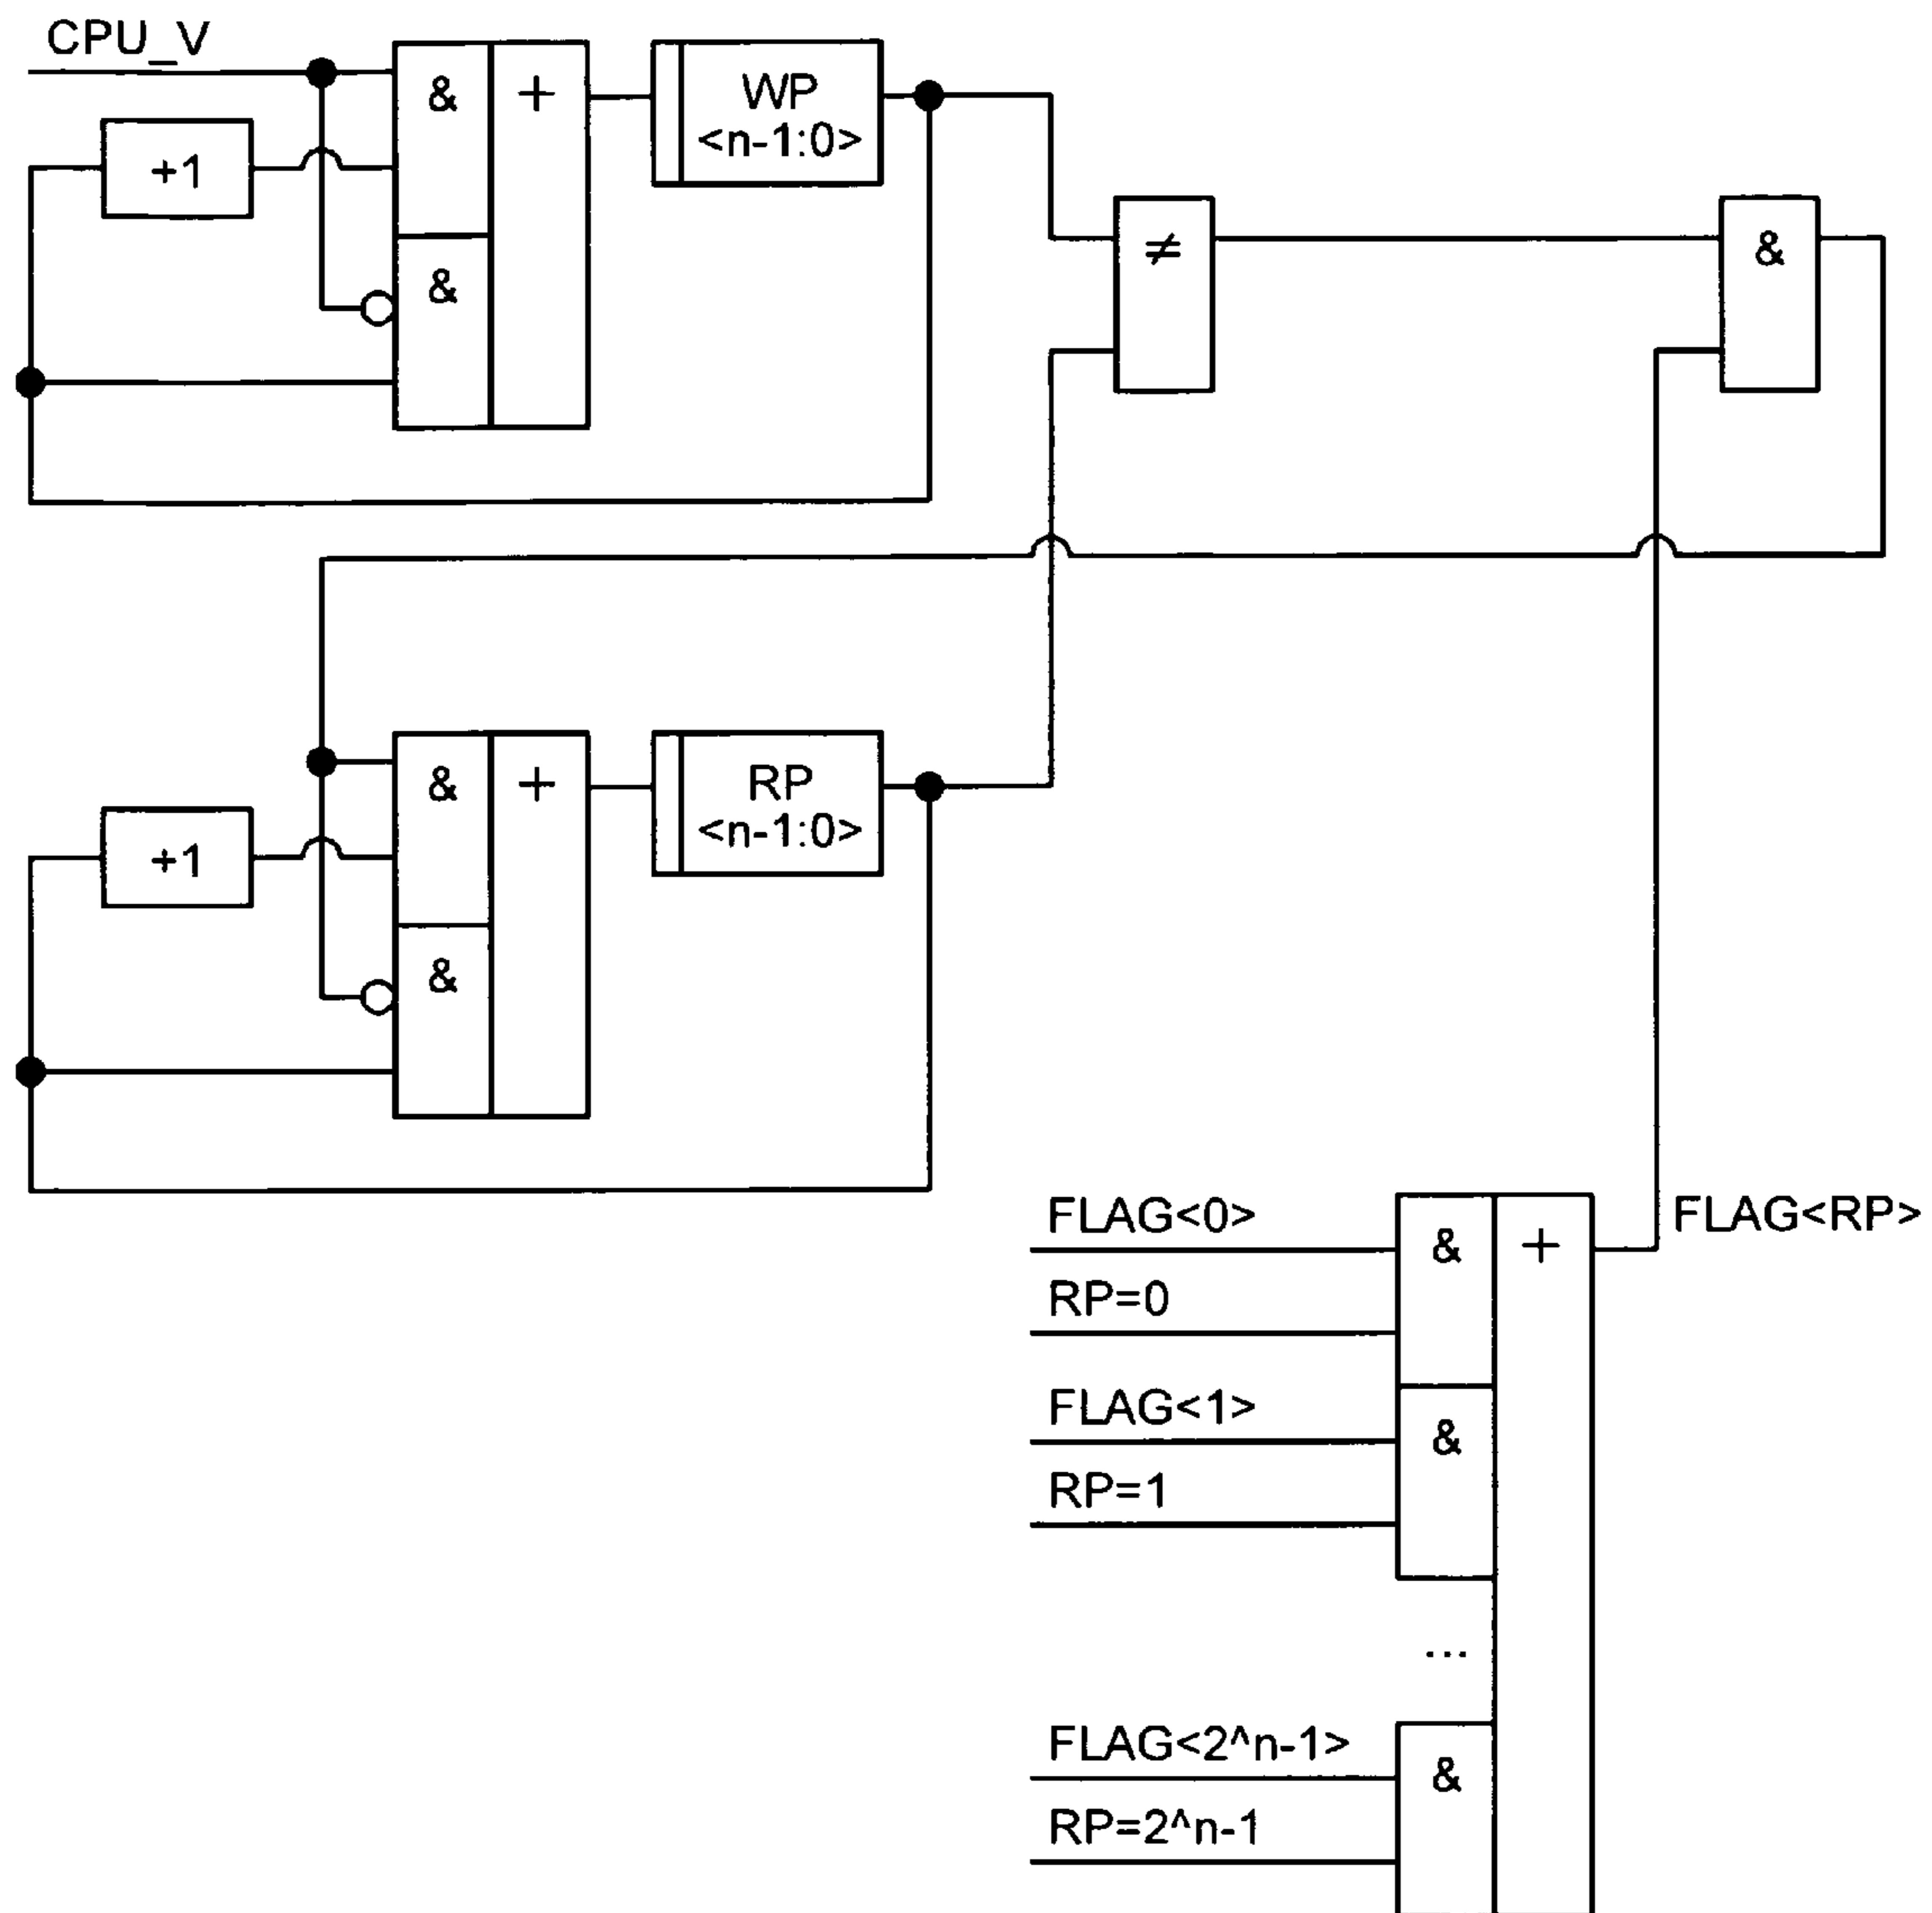 CPU_V
& + WP
<n-1:0>
+1
≠ &
&
& + RP
<n-1:0>
+1
&
FLAG<0> & + FLAG<RP>
RP=0
FLAG<1> &
RP=1
...
FLAG<2^n-1> &
RP=2^n-1